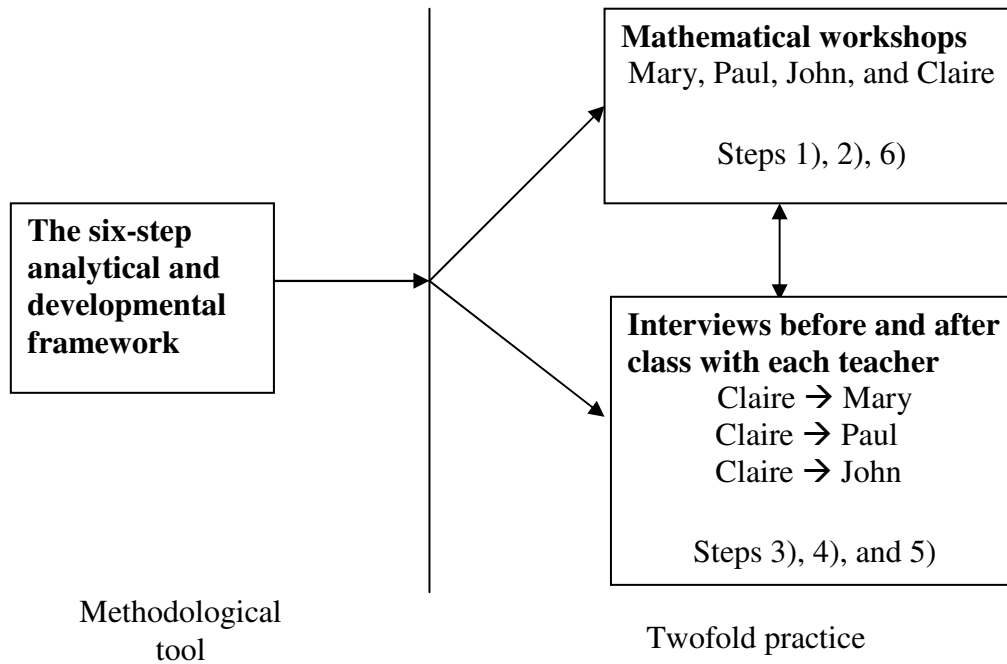 The six-step
analytical and
developmental
framework
Methodological
tool
Mathematical workshops
Mary, Paul, John, and Claire
Steps 1), 2), 6)
Interviews before and after
class with each teacher
Claire → Mary
Claire → Paul
Claire → John
Steps 3), 4), and 5)
Twofold practice